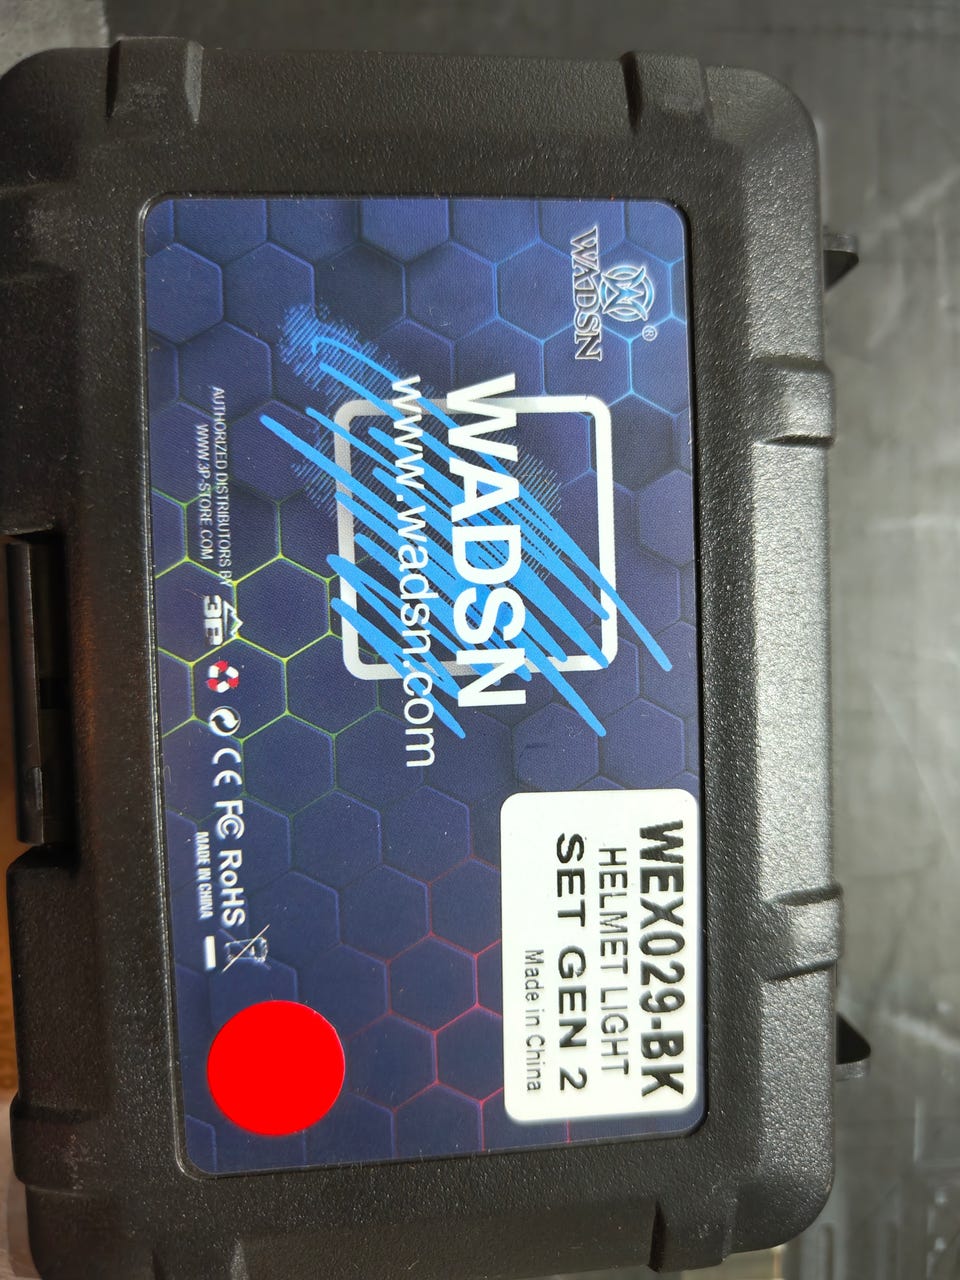 WADSN
®
WEX029-BK
HELMET LIGHT
SET GEN 2
Made in China
WADSN
www.wadsn.com
AUTHORIZED DISTRIBUTORS BY
WWW.3P-STORE.COM
3P
CE FC RoHS
MADE IN CHINA